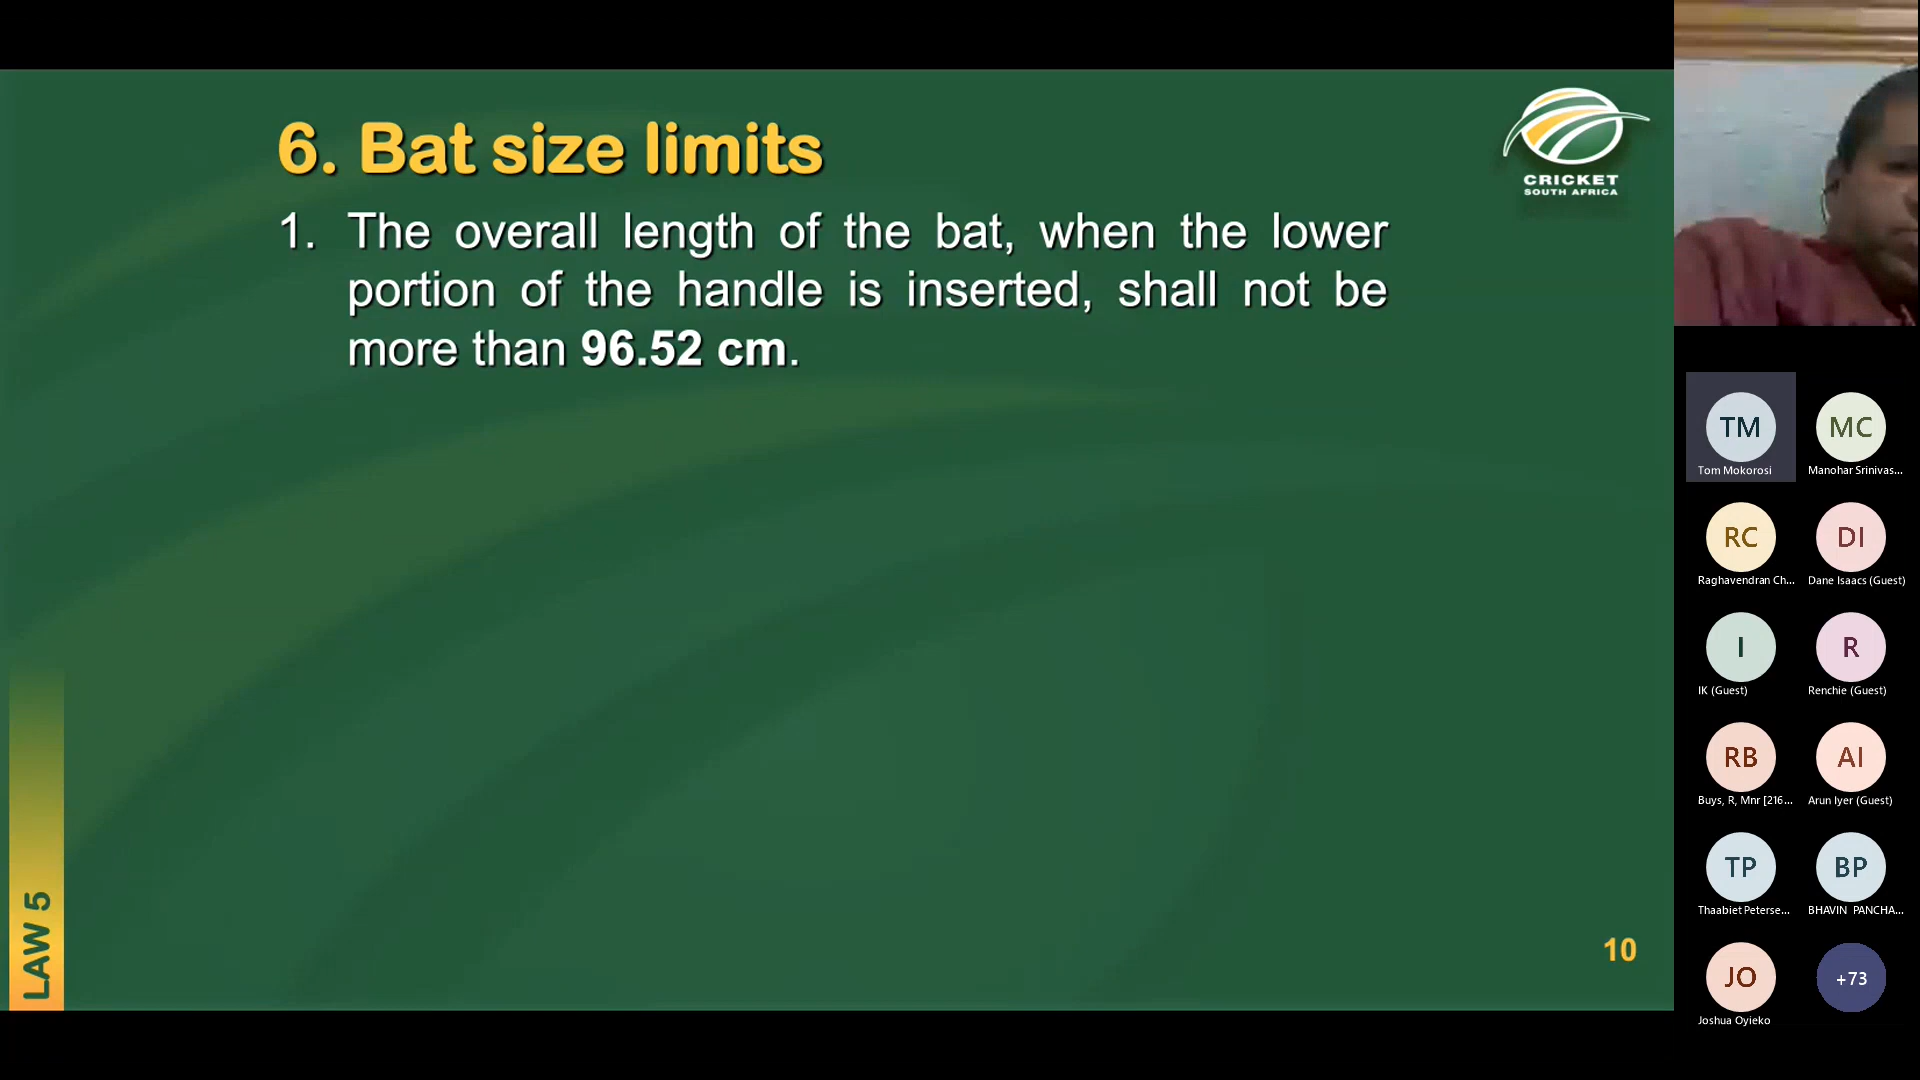 6. Bat size limits
1. The overall length of the bat, when the lower
portion of the handle is inserted, shall not be
more than 96.52 cm.
CRICKET
SOUTH AFRICA
LAW 5
10
TM
Tom Mokorosi
MC
Manohar Srinivas...
RC
Raghavendran Ch...
DI
Dane Isaacs (Guest)
I
IK (Guest)
R
Renchie (Guest)
RB
Buys, R, Mnr [216...
AI
Arun Iyer (Guest)
TP
Thaabiet Peterse...
BP
BHAVIN PANCHA...
JO
Joshua Oyieko
+73